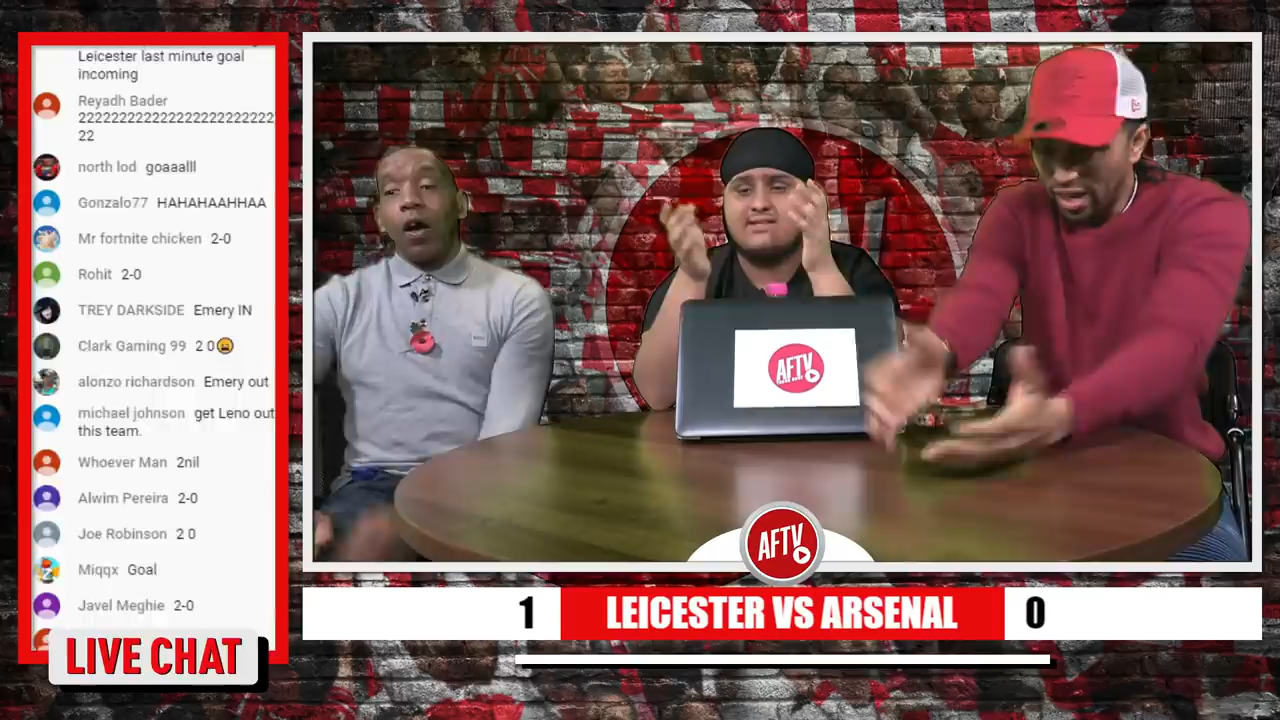 Leicester last minute goal
incoming
Reyadh Bader
222222222222222222222222
22
north lod goaaalll
Gonzalo77 HAHAHAAHHAA
Mr fortnite chicken 2-0
Rohit 2-0
TREY DARKSIDE Emery IN
Clark Gaming 99 2 0😩
alonzo richardson Emery out
michael johnson get Leno out
this team.
Whoever Man 2nil
Alwim Pereira 2-0
Joe Robinson 2 0
Miqqx Goal
Javel Meghie 2-0
LIVE CHAT
AFTV
AFTV
1 LEICESTER VS ARSENAL 0